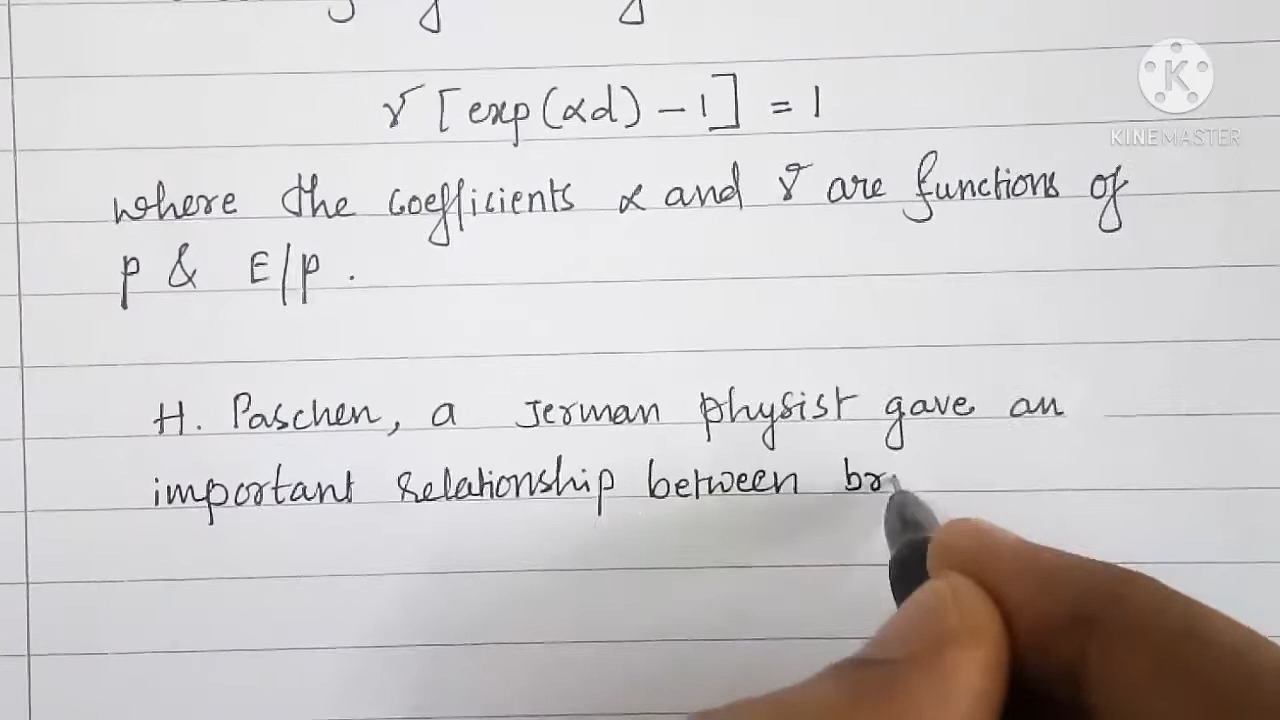 γ [exp(αd) - 1] = 1
KINEMASTER
where the coefficients α and γ are functions of
p & E/p.
H. Paschen, a Jerman physist gave an
important relationship between br